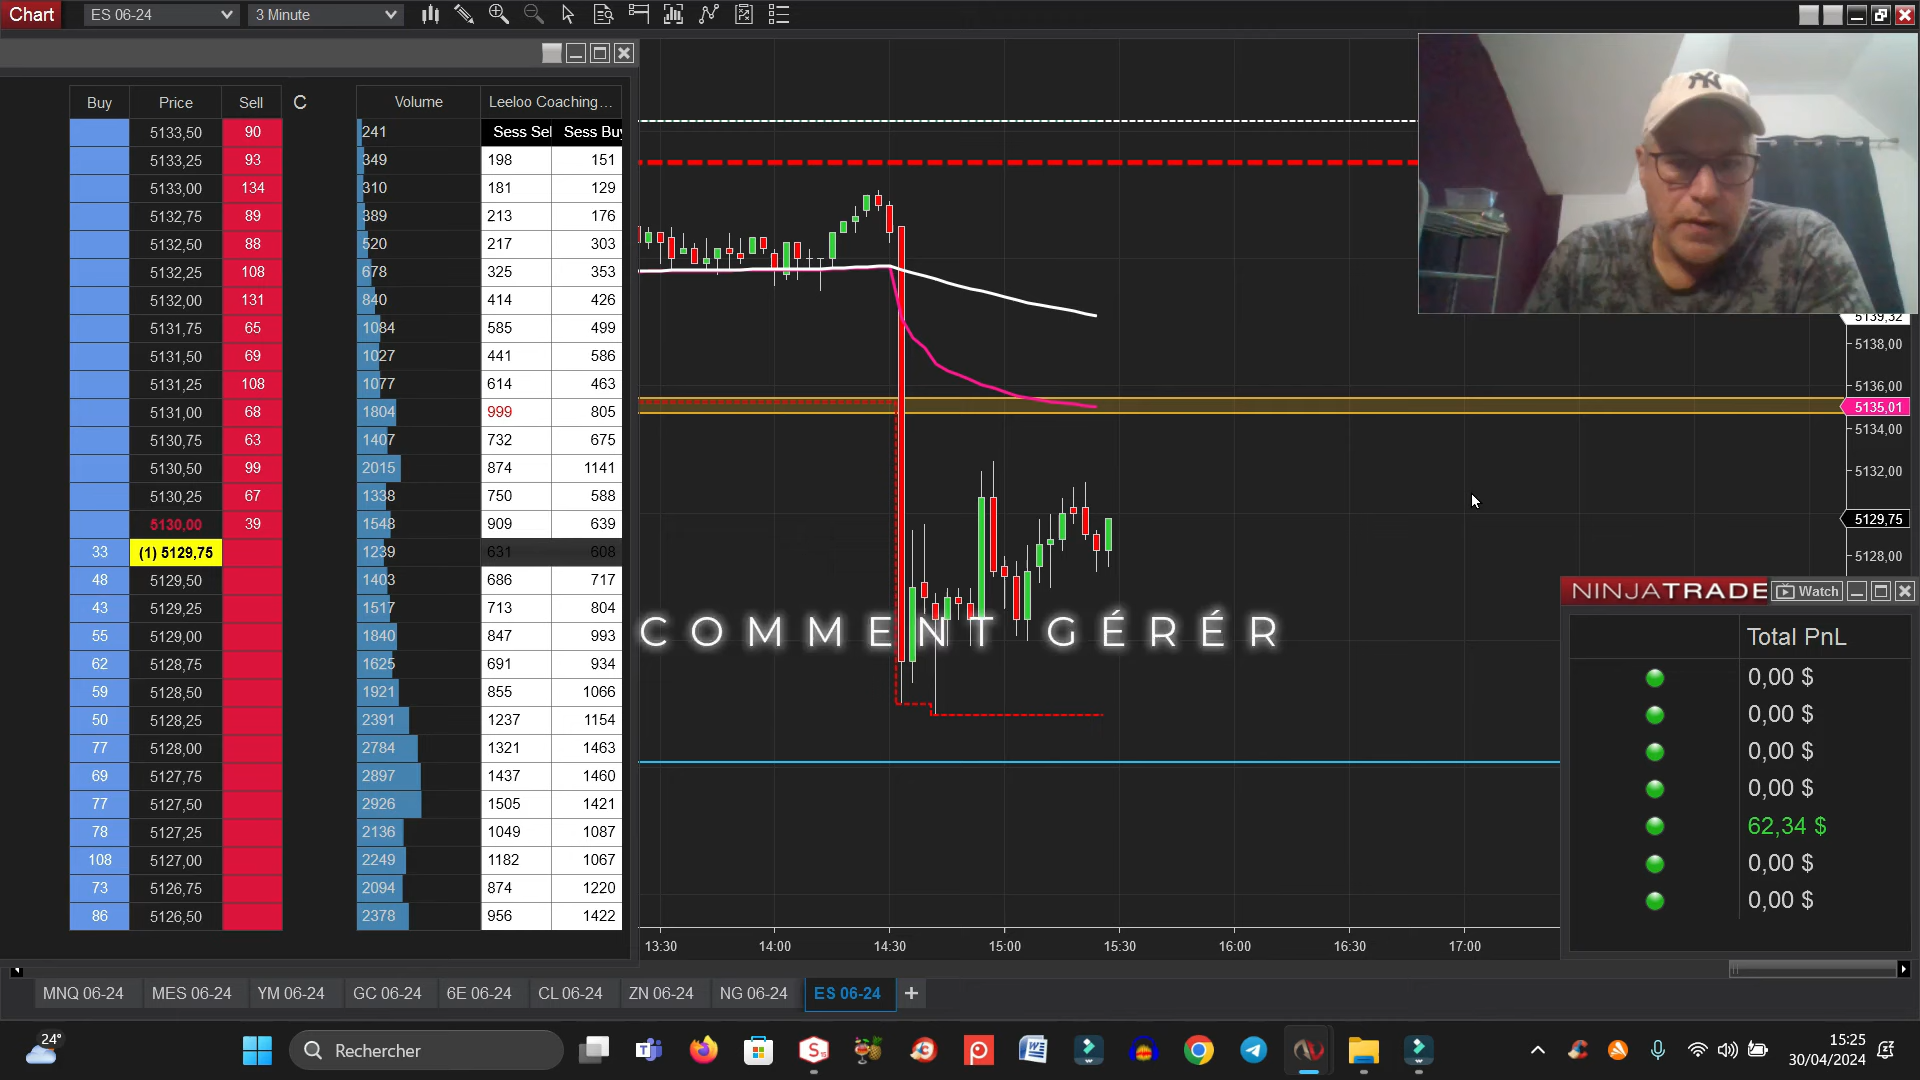 Chart ES 06-24 3 Minute
Buy Price Sell C Volume Leeloo Coaching...
5133,50 90 241 Sess Sel Sess Buy
5133,25 93 349 198 151
5133,00 134 310 181 129
5132,75 89 389 213 176
5132,50 88 520 217 303
5132,25 108 678 325 353
5132,00 131 840 414 426
5131,75 65 1084 585 499
5131,50 69 1027 441 586
5131,25 108 1077 614 463
5131,00 68 1804 999 805
5130,75 63 1407 732 675
5130,50 99 2015 874 1141
5130,25 67 1338 750 588
5130,00 39 1548 909 639
33 (1) 5129,75 1239 631 608
48 5129,50 1403 686 717
43 5129,25 1517 713 804
55 5129,00 1840 847 993
62 5128,75 1625 691 934
59 5128,50 1921 855 1066
50 5128,25 2391 1237 1154
77 5128,00 2784 1321 1463
69 5127,75 2897 1437 1460
77 5127,50 2926 1505 1421
78 5127,25 2136 1049 1087
108 5127,00 2249 1182 1067
73 5126,75 2094 874 1220
86 5126,50 2378 956 1422
COMMENT GÉRÉR
5139,32
5138,00
5136,00
5135,01
5134,00
5132,00
5129,75
5128,00
NINJATRADE Watch
Total PnL
0,00 $
0,00 $
0,00 $
0,00 $
62,34 $
0,00 $
0,00 $
13:30 14:00 14:30 15:00 15:30 16:00 16:30 17:00
MNQ 06-24 MES 06-24 YM 06-24 GC 06-24 6E 06-24 CL 06-24 ZN 06-24 NG 06-24 ES 06-24 +
24°
Rechercher
15:25
30/04/2024